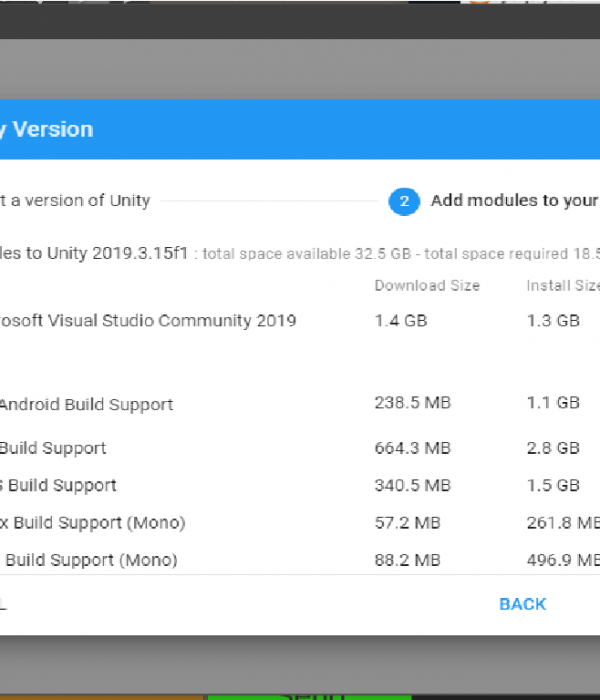 y Version
t a version of Unity
2 Add modules to your
les to Unity 2019.3.15f1 : total space available 32.5 GB - total space required 18.5
Download Size Install Size
osoft Visual Studio Community 2019 1.4 GB 1.3 GB
Android Build Support 238.5 MB 1.1 GB
Build Support 664.3 MB 2.8 GB
S Build Support 340.5 MB 1.5 GB
x Build Support (Mono) 57.2 MB 261.8 MB
Build Support (Mono) 88.2 MB 496.9 MB
L BACK